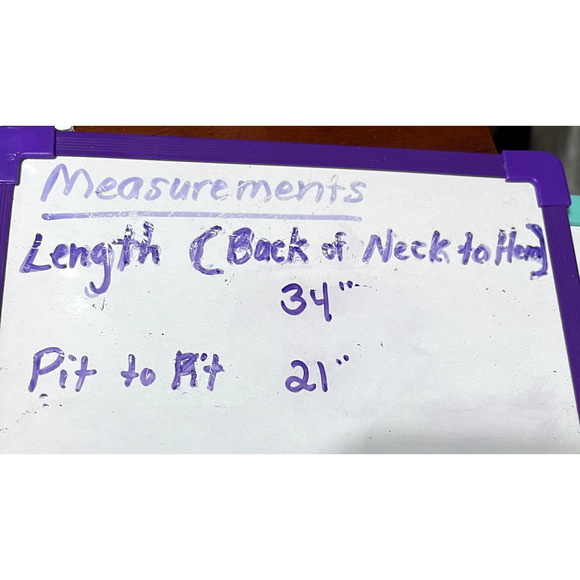 Measurements
Length (Back of Neck to Hem)
34"
Pit to Pit 21"